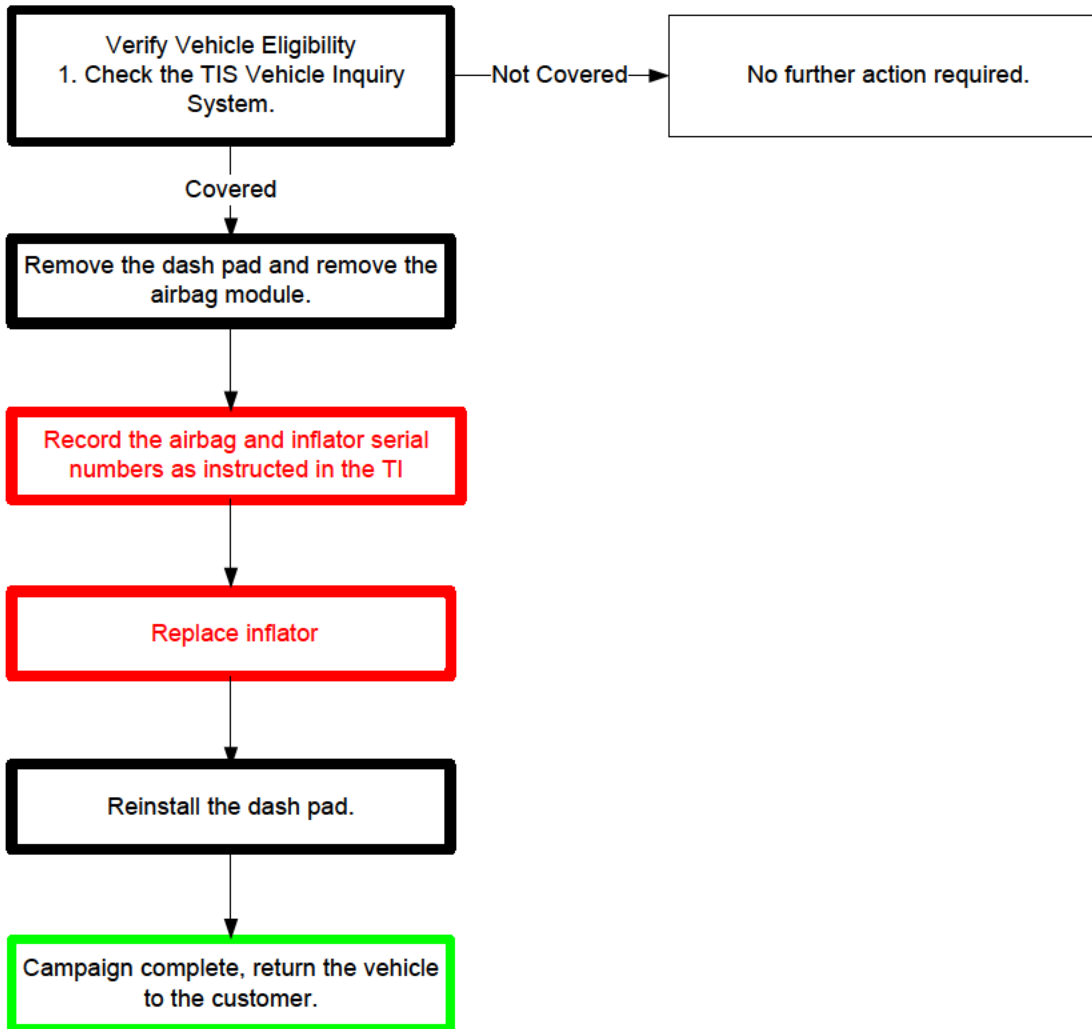 Verify Vehicle Eligibility
1. Check the TIS Vehicle Inquiry
System.
Not Covered
No further action required.
Covered
Remove the dash pad and remove the
airbag module.
Record the airbag and inflator serial
numbers as instructed in the TI
Replace inflator
Reinstall the dash pad.
Campaign complete, return the vehicle
to the customer.